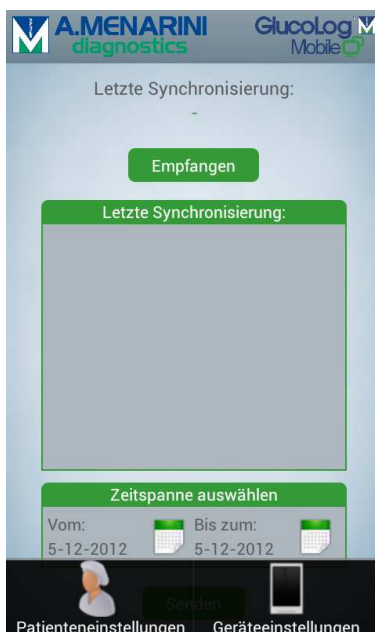 A.MENARINI
diagnostics
GlucoLog
Mobile
Letzte Synchronisierung:
-
Empfangen
Letzte Synchronisierung:
Zeitspanne auswählen
Vom:
Bis zum:
5-12-2012
5-12-2012
Senden
Patienteneinstellungen
Geräteeinstellungen